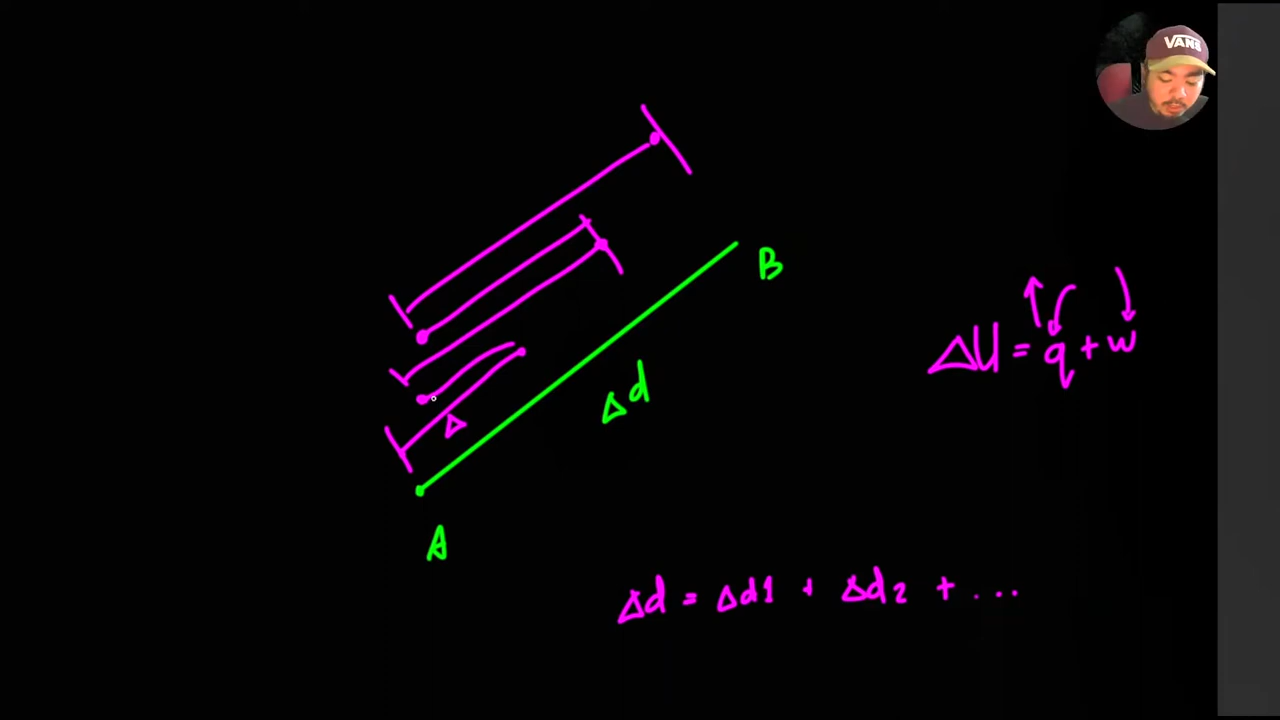 VANS
B
ΔU = q + w
Δd
Δ
A
Δd = Δd1 + Δd2 + ...